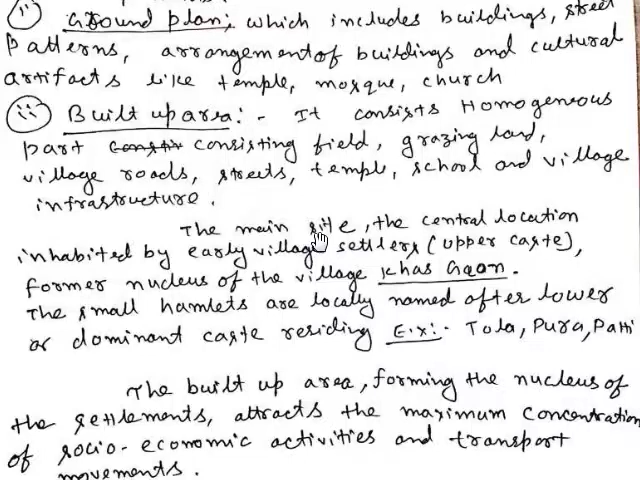 i) Ground plan; which includes buildings, street
patterns, arrangement of buildings and cultural
artifacts like temple, mosque, church
ii) Built up area:- It consists Homogeneous
part consisting field, grazing land,
village roads, streets, temple, school and village
infrastructure.
The main site, the central location
inhabited by early village settlers (upper caste),
former nucleus of the village Khas Gaon.
The small hamlets are locally named after lower
or dominant caste residing Ex:- Tola, Pura, Patti
The built up area, forming the nucleus of
the settlements, attracts the maximum concentration
of socio-economic activities and transport
movements.